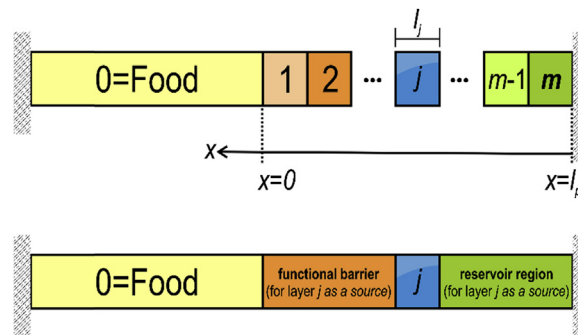 l_j
0=Food 1 2 ... j ... m-1 m
x
x=0 x=l_p
0=Food functional barrier (for layer j as a source) j reservoir region (for layer j as a source)